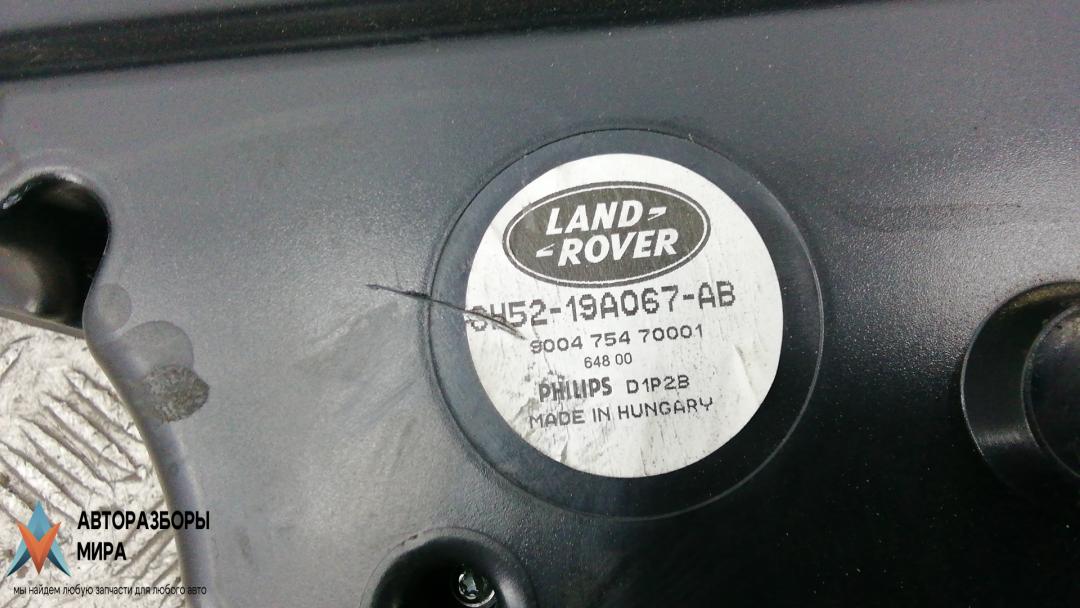 LAND-
-ROVER
6H52-19A067-AB
9004 754 70001
648 00
PHILIPS D1P2B
MADE IN HUNGARY
АВТОРАЗБОРЫ
МИРА
мы найдем любую запчасти для любого авто